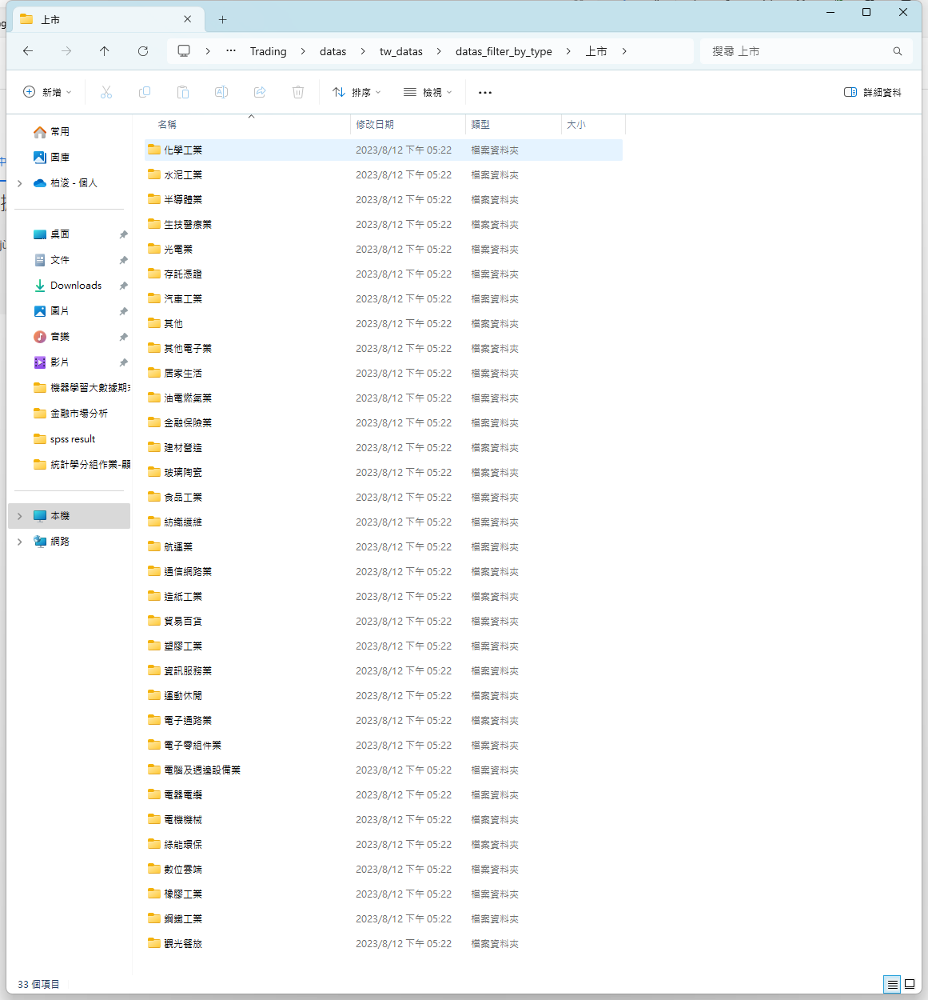 上市
Trading
datas
tw_datas
datas_filter_by_type
上市
搜尋 上市
新增
排序
檢視
詳細資料
常用
圖庫
柏浚 - 個人
桌面
文件
Downloads
圖片
音樂
影片
機器學習大數據期
金融市場分析
spss result
統計學分組作業-顧
本機
網路
名稱 修改日期 類型 大小
化學工業 2023/8/12 下午 05:22 檔案資料夾
水泥工業 2023/8/12 下午 05:22 檔案資料夾
半導體業 2023/8/12 下午 05:22 檔案資料夾
生技醫療業 2023/8/12 下午 05:22 檔案資料夾
光電業 2023/8/12 下午 05:22 檔案資料夾
存託憑證 2023/8/12 下午 05:22 檔案資料夾
汽車工業 2023/8/12 下午 05:22 檔案資料夾
其他 2023/8/12 下午 05:22 檔案資料夾
其他電子業 2023/8/12 下午 05:22 檔案資料夾
居家生活 2023/8/12 下午 05:22 檔案資料夾
油電燃氣業 2023/8/12 下午 05:22 檔案資料夾
金融保險業 2023/8/12 下午 05:22 檔案資料夾
建材營造 2023/8/12 下午 05:22 檔案資料夾
玻璃陶瓷 2023/8/12 下午 05:22 檔案資料夾
食品工業 2023/8/12 下午 05:22 檔案資料夾
紡織纖維 2023/8/12 下午 05:22 檔案資料夾
航運業 2023/8/12 下午 05:22 檔案資料夾
通信網路業 2023/8/12 下午 05:22 檔案資料夾
造紙工業 2023/8/12 下午 05:22 檔案資料夾
貿易百貨 2023/8/12 下午 05:22 檔案資料夾
塑膠工業 2023/8/12 下午 05:22 檔案資料夾
資訊服務業 2023/8/12 下午 05:22 檔案資料夾
運動休閒 2023/8/12 下午 05:22 檔案資料夾
電子通路業 2023/8/12 下午 05:22 檔案資料夾
電子零組件業 2023/8/12 下午 05:22 檔案資料夾
電腦及週邊設備業 2023/8/12 下午 05:22 檔案資料夾
電器電纜 2023/8/12 下午 05:22 檔案資料夾
電機機械 2023/8/12 下午 05:22 檔案資料夾
綠能環保 2023/8/12 下午 05:22 檔案資料夾
數位雲端 2023/8/12 下午 05:22 檔案資料夾
橡膠工業 2023/8/12 下午 05:22 檔案資料夾
鋼鐵工業 2023/8/12 下午 05:22 檔案資料夾
觀光餐旅 2023/8/12 下午 05:22 檔案資料夾
33 個項目